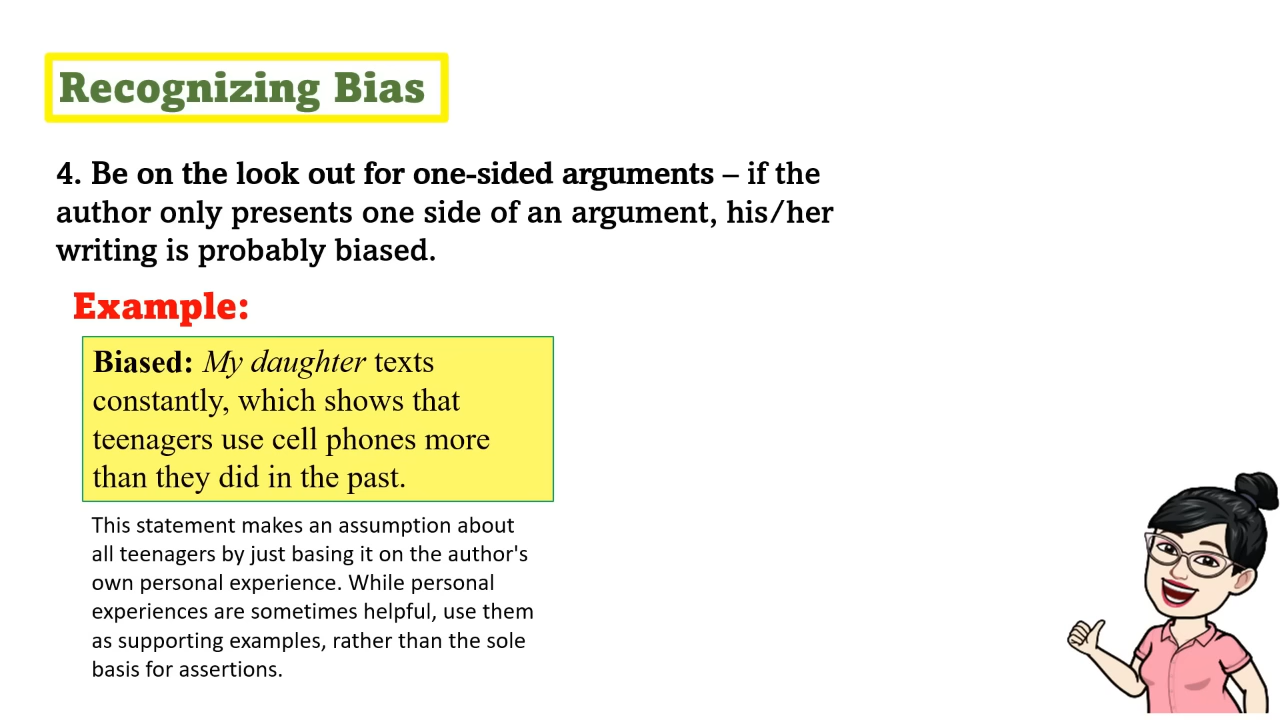 Recognizing Bias
4. Be on the look out for one-sided arguments – if the
author only presents one side of an argument, his/her
writing is probably biased.
Example:
Biased: My daughter texts
constantly, which shows that
teenagers use cell phones more
than they did in the past.
This statement makes an assumption about
all teenagers by just basing it on the author's
own personal experience. While personal
experiences are sometimes helpful, use them
as supporting examples, rather than the sole
basis for assertions.